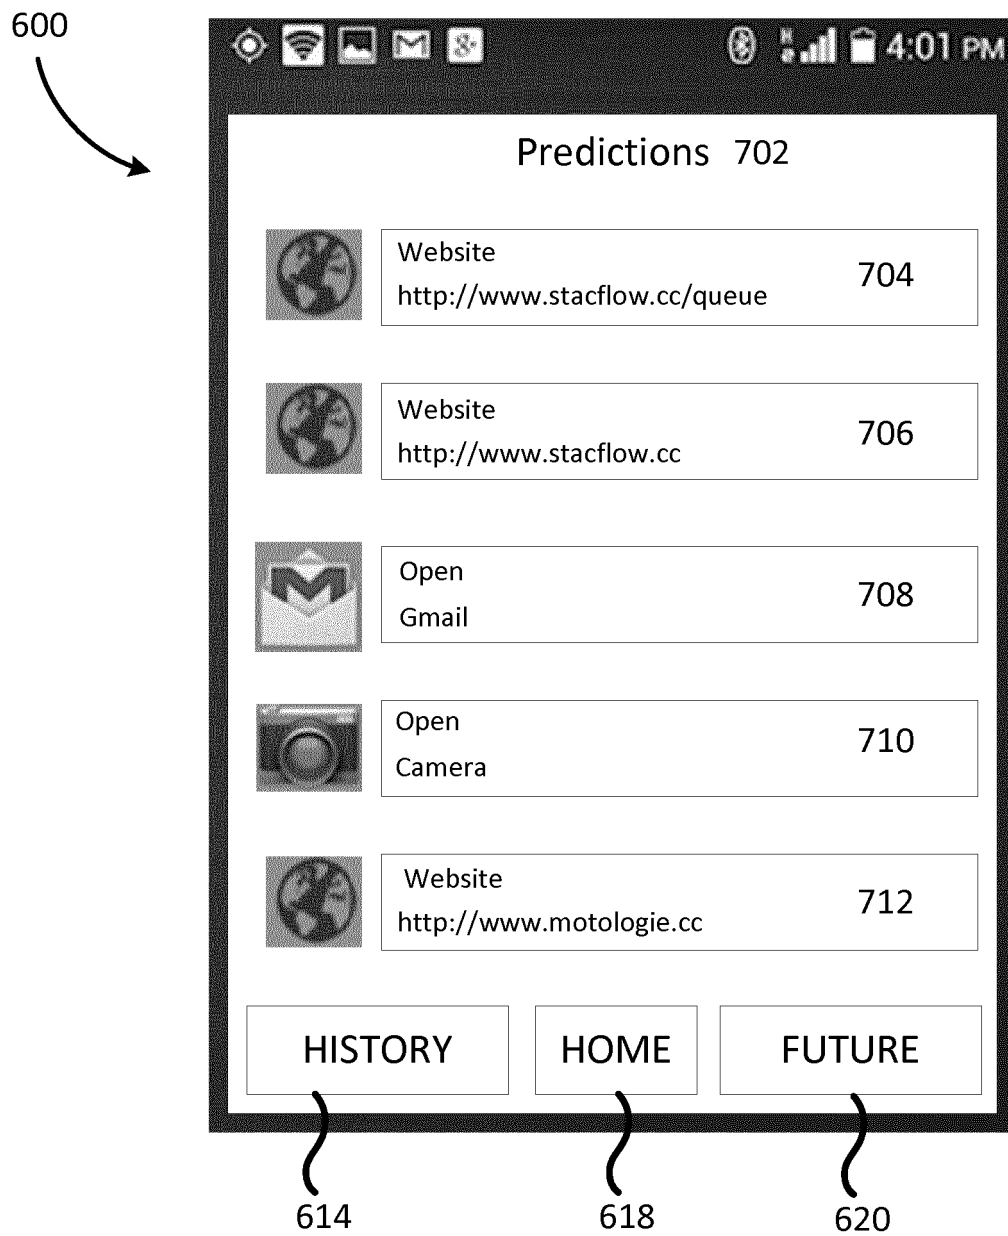 600
4:01 PM
Predictions 702
Website
http://www.stacflow.cc/queue
704
Website
http://www.stacflow.cc
706
Open
Gmail
708
Open
Camera
710
Website
http://www.motologie.cc
712
HISTORY
HOME
FUTURE
614
618
620